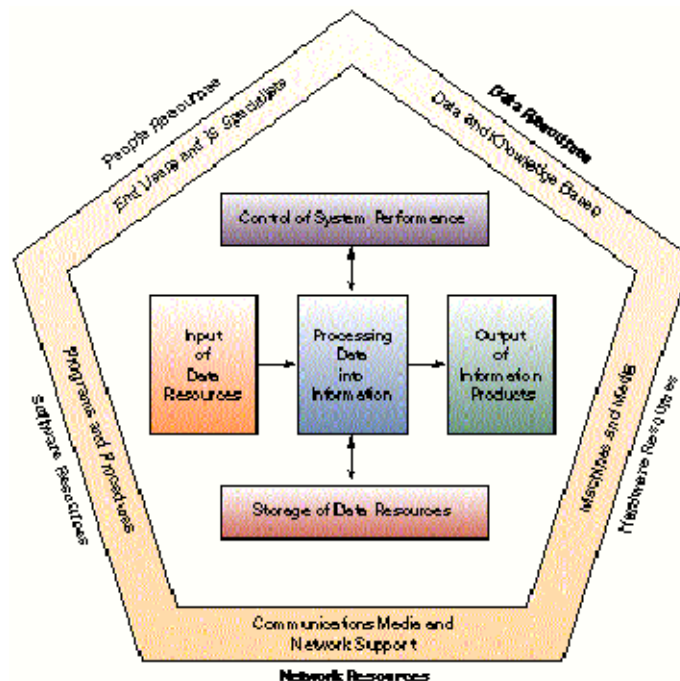 People Resources
End Users and IS Specialists
Data Resources
Data and Knowledge Bases
Control of System Performance
Input
of
Data
Resources
Processing
Data
into
Information
Output
of
Information
Products
Storage of Data Resources
Software Resources
Programs and Procedures
Machines and Media
Hardware Resources
Communications Media and
Network Support
Network Resources